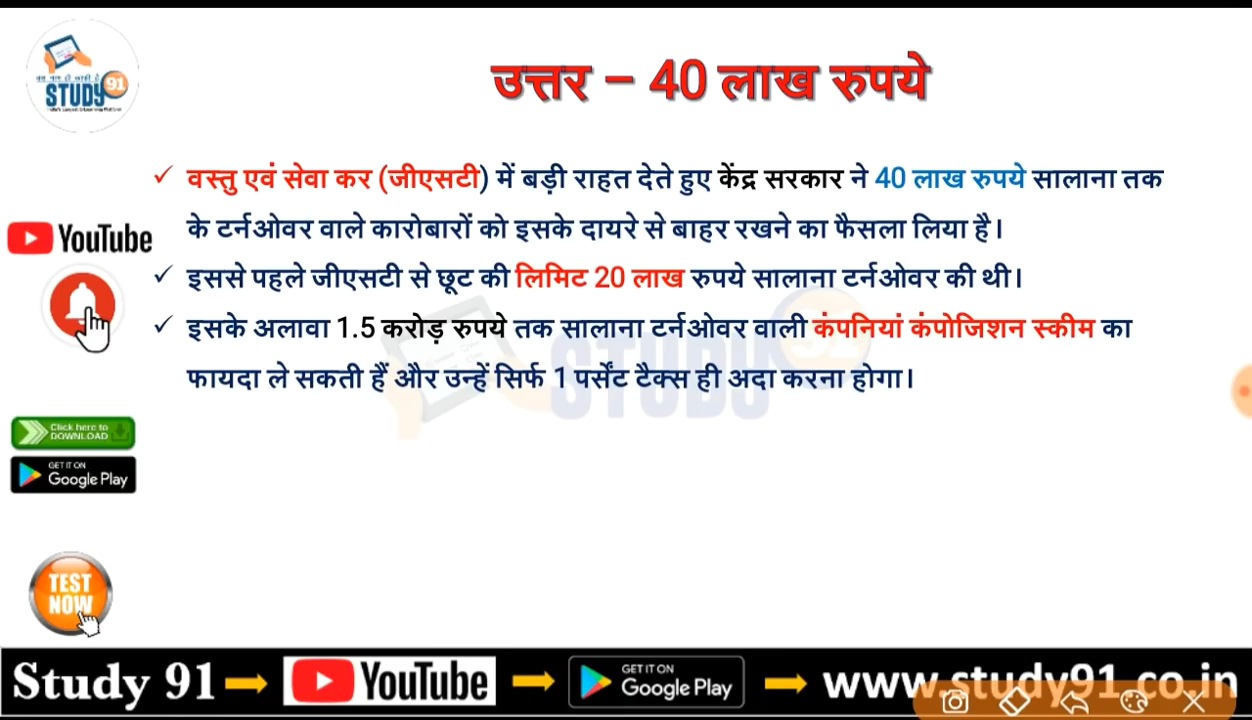 उत्तर – 40 लाख रुपये
STUDY 91
✓ वस्तु एवं सेवा कर (जीएसटी) में बड़ी राहत देते हुए केंद्र सरकार ने 40 लाख रुपये सालाना तक
के टर्नओवर वाले कारोबारों को इसके दायरे से बाहर रखने का फैसला लिया है।
YouTube
✓ इससे पहले जीएसटी से छूट की लिमिट 20 लाख रुपये सालाना टर्नओवर की थी।
✓ इसके अलावा 1.5 करोड़ रुपये तक सालाना टर्नओवर वाली कंपनियां कंपोजिशन स्कीम का
फायदा ले सकती हैं और उन्हें सिर्फ 1 पर्सेंट टैक्स ही अदा करना होगा।
STUDY 91
Click here to
DOWNLOAD
GET IT ON
Google Play
TEST
NOW
Study 91 YouTube GET IT ON Google Play www.study91.co.in